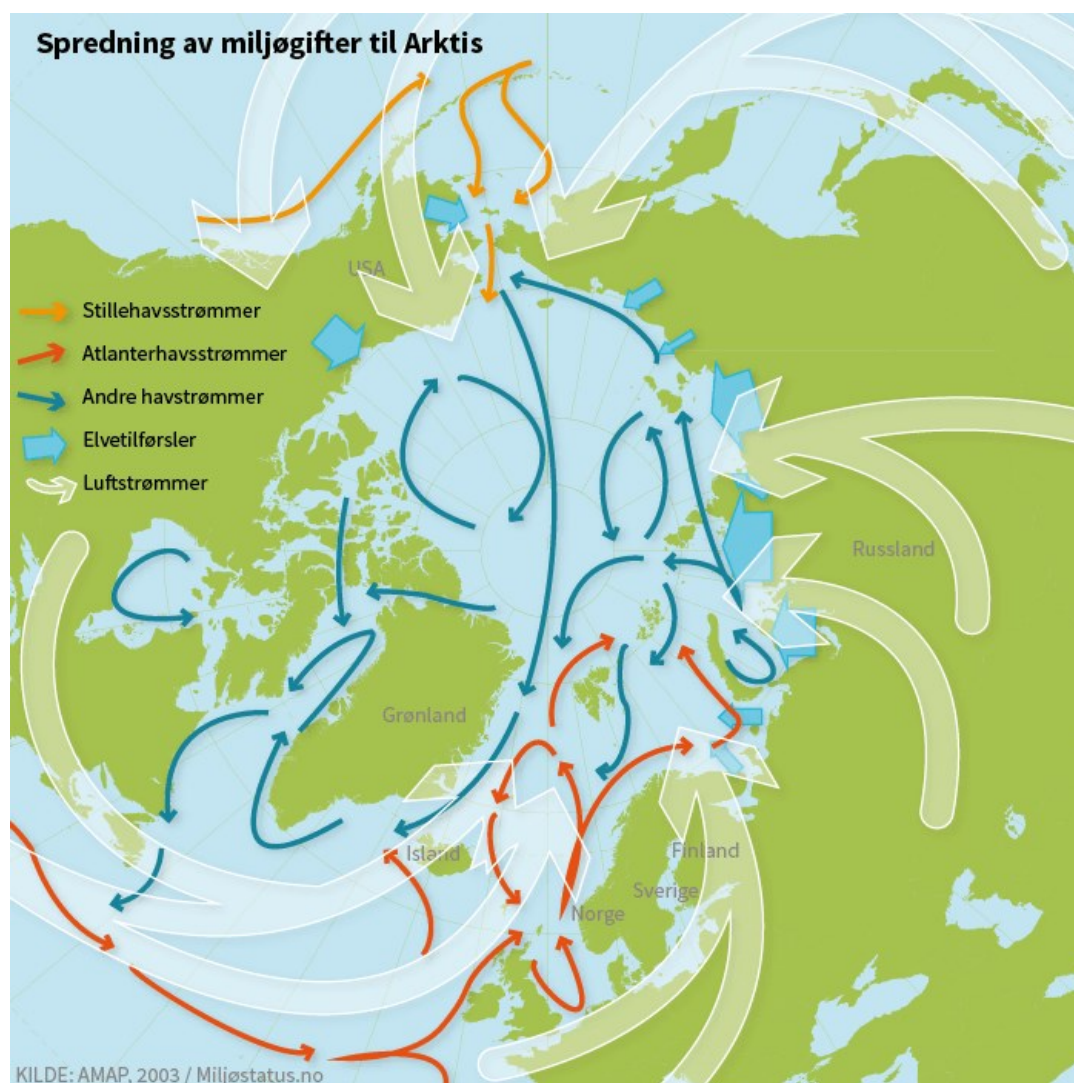 Spredning av miljøgifter til Arktis
USA
Stillehavsstrømmer
Atlanterhavsstrømmer
Andre havstrømmer
Elvetilførsler
Luftstrømmer
Russland
Grønland
Island
Finland
Sverige
Norge
KILDE: AMAP, 2003 / Miljøstatus.no